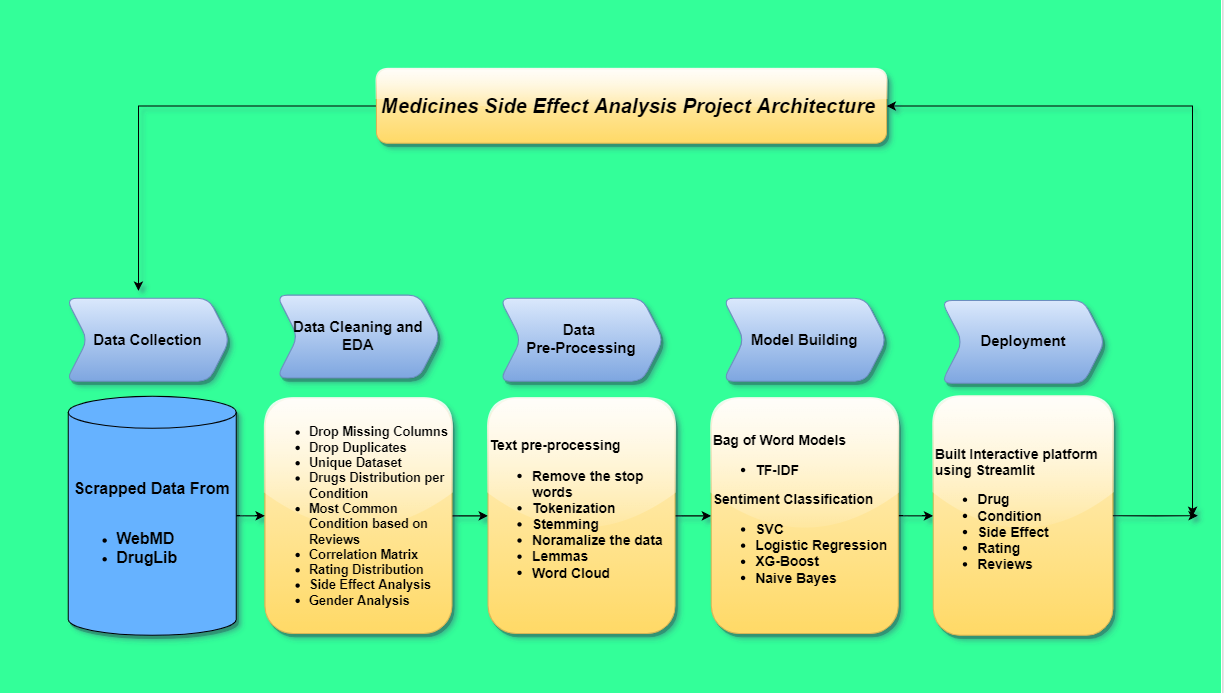 Medicines Side Effect Analysis Project Architecture
Data Collection
Data Cleaning and
EDA
Data
Pre-Processing
Model Building
Deployment
Scrapped Data From
• WebMD
• DrugLib
• Drop Missing Columns
• Drop Duplicates
• Unique Dataset
• Drugs Distribution per
Condition
• Most Common
Condition based on
Reviews
• Correlation Matrix
• Rating Distribution
• Side Effect Analysis
• Gender Analysis
Text pre-processing
• Remove the stop
words
• Tokenization
• Stemming
• Noramalize the data
• Lemmas
• Word Cloud
Bag of Word Models
• TF-IDF
Sentiment Classification
• SVC
• Logistic Regression
• XG-Boost
• Naive Bayes
Built Interactive platform
using Streamlit
• Drug
• Condition
• Side Effect
• Rating
• Reviews